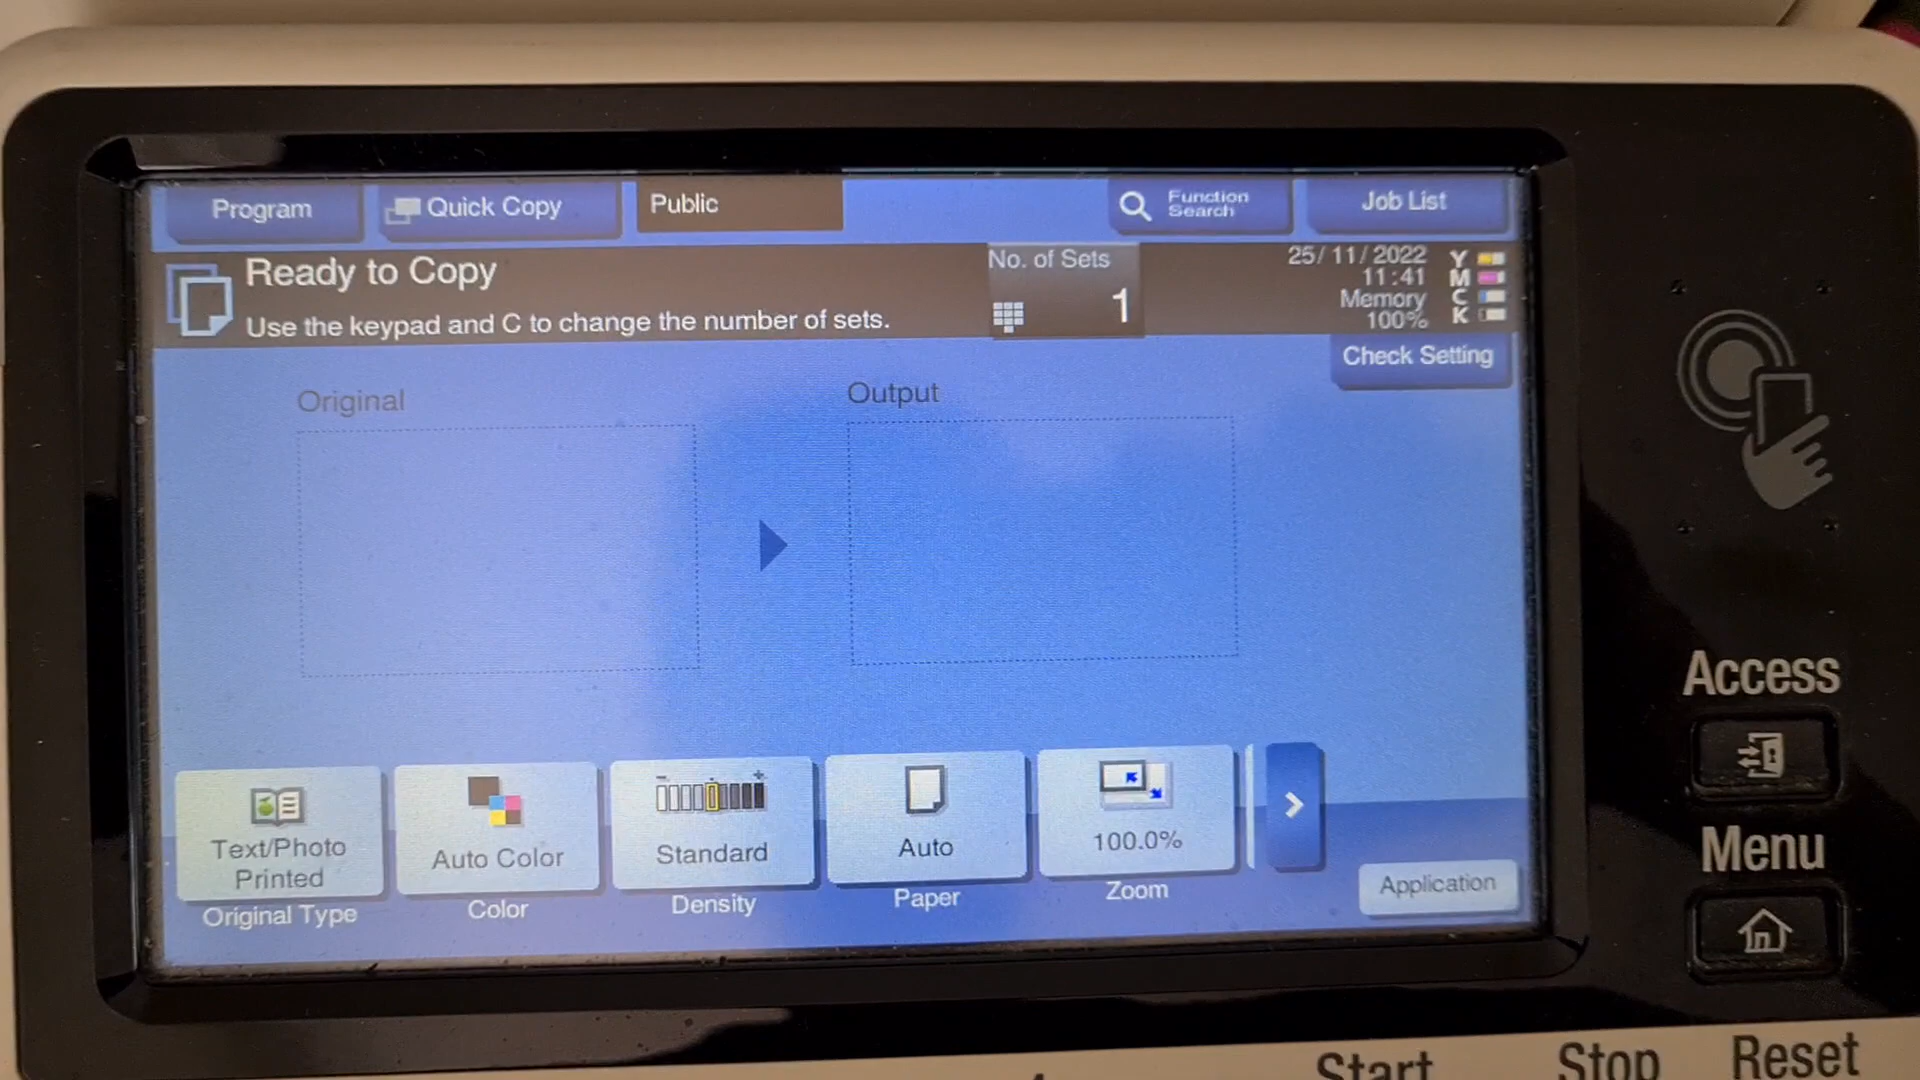 Program
Quick Copy
Public
Function
Search
Job List
Ready to Copy
Use the keypad and C to change the number of sets.
No. of Sets
1
25/11/2022
11:41
Memory
100%
Y
M
C
K
Check Setting
Original
Output
Text/Photo
Printed
Original Type
Auto Color
Color
Standard
Density
Auto
Paper
100.0%
Zoom
Application
Access
Menu
Start
Stop
Reset